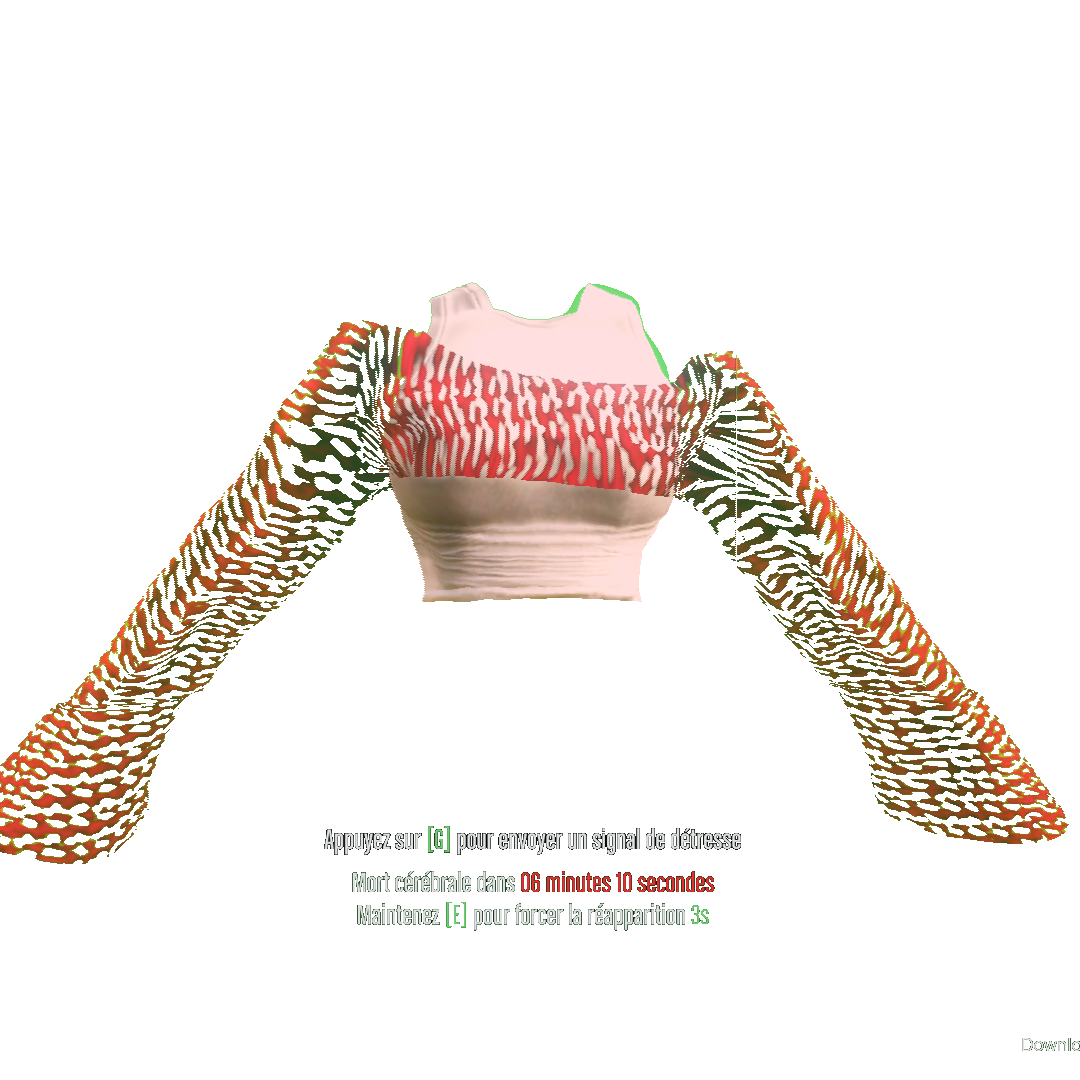 Appuyez sur [G] pour envoyer un signal de détresse
Mort cérébrale dans 06 minutes 10 secondes
Maintenez [E] pour forcer la réapparition 3s
Downlo